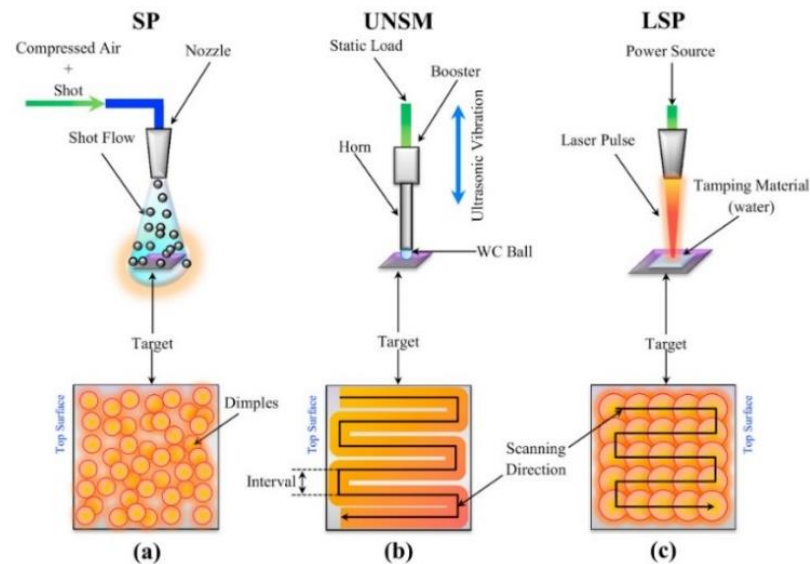 SP
Compressed Air
+
Shot
Nozzle
Shot Flow
Target
Top Surface
Dimples
(a)
UNSM
Static Load
Booster
Horn
Ultrasonic Vibration
WC Ball
Target
Top Surface
Interval
Scanning
Direction
(b)
LSP
Power Source
Laser Pulse
Tamping Material
(water)
Target
Top Surface
(c)